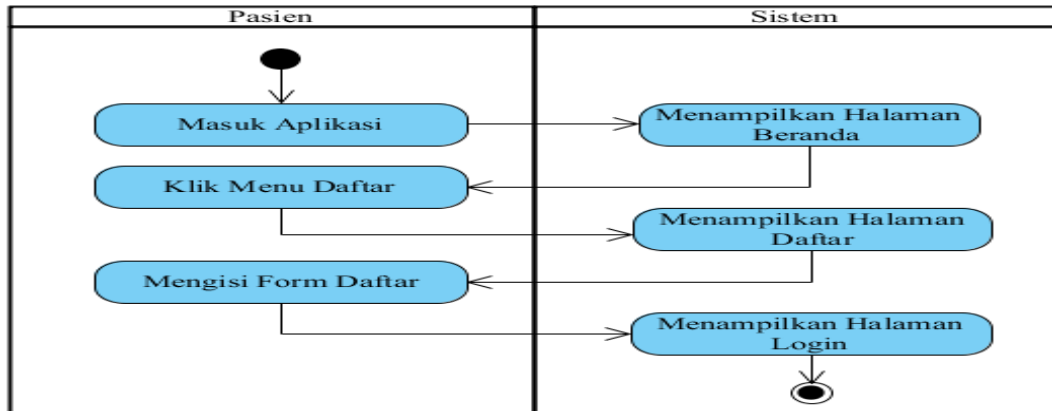 Pasien
Sistem
Masuk Aplikasi
Menampilkan Halaman
Beranda
Klik Menu Daftar
Menampilkan Halaman
Daftar
Mengisi Form Daftar
Menampilkan Halaman
Login